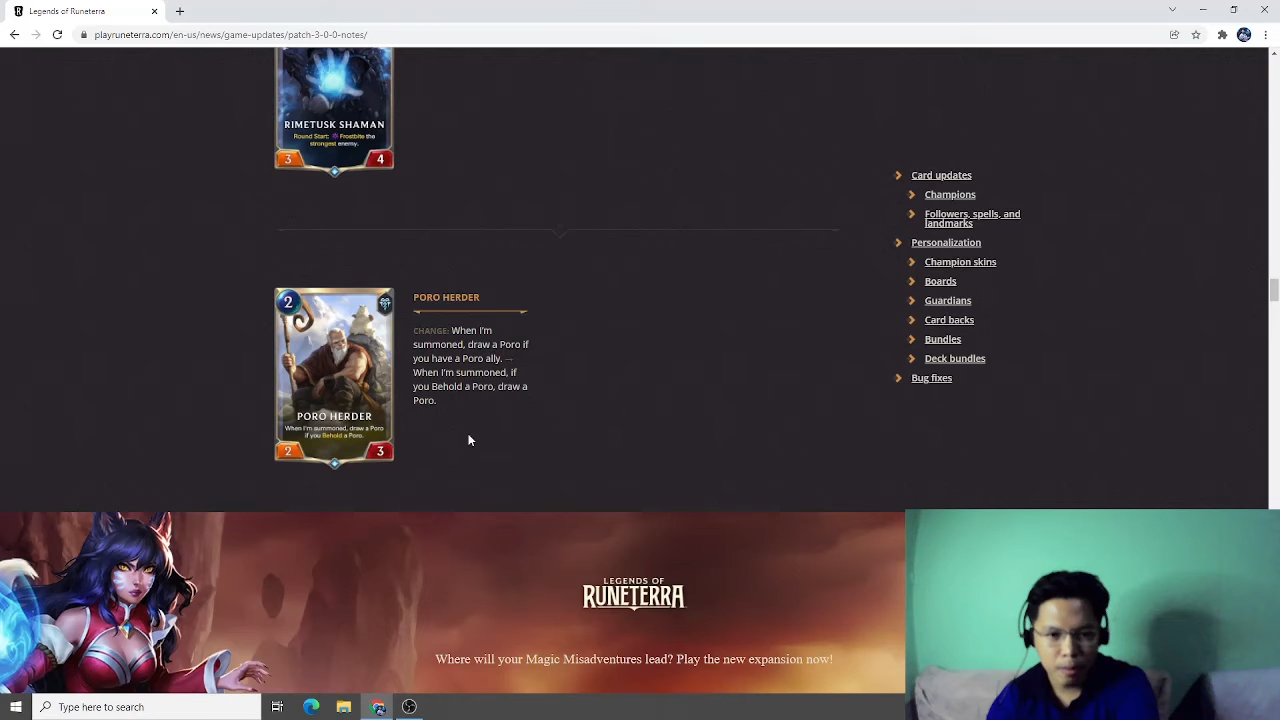 Legends of Runeterra
playruneterra.com/en-us/news/game-updates/patch-3-0-0-notes/
RIMETUSK SHAMAN
Round Start: Frostbite the
strongest enemy.
3 4
Card updates
Champions
Followers, spells, and
landmarks
Personalization
Champion skins
Boards
Guardians
Card backs
Bundles
Deck bundles
Bug fixes
2
PORO HERDER
When I'm summoned, draw a Poro
if you Behold a Poro.
2 3
PORO HERDER
CHANGE: When I'm
summoned, draw a Poro if
you have a Poro ally. →
When I'm summoned, if
you Behold a Poro, draw a
Poro.
LEGENDS OF
RUNETERRA
Where will your Magic Misadventures lead? Play the new expansion now!
Type here to search